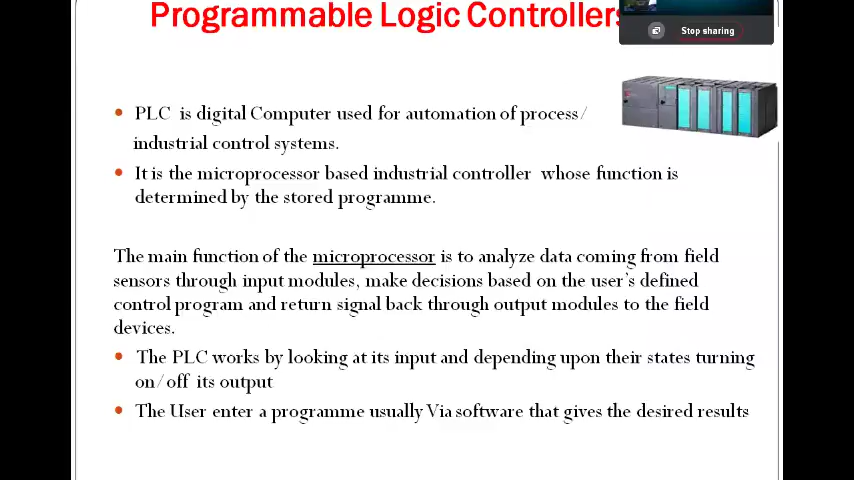 Programmable Logic Controllers
Stop sharing
PLC is digital Computer used for automation of process/
industrial control systems.
It is the microprocessor based industrial controller whose function is
determined by the stored programme.
The main function of the microprocessor is to analyze data coming from field
sensors through input modules, make decisions based on the user's defined
control program and return signal back through output modules to the field
devices.
The PLC works by looking at its input and depending upon their states turning
on/off its output
The User enter a programme usually Via software that gives the desired results